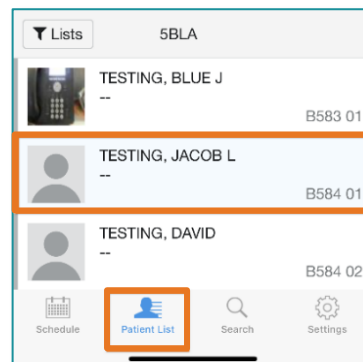 Lists 5BLA
TESTING, BLUE J
--
B583 01
TESTING, JACOB L
--
B584 01
TESTING, DAVID
--
B584 02
Schedule Patient List Search Settings